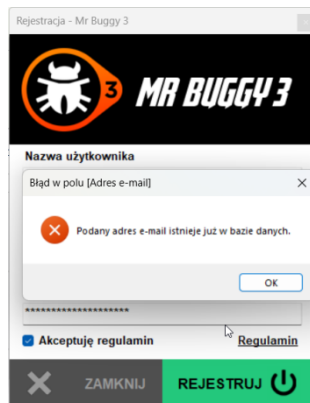 Rejestracja - Mr Buggy 3
3
MR BUGGY 3
Nazwa użytkownika
Błąd w polu [Adres e-mail]
Podany adres e-mail istnieje już w bazie danych.
OK
********************
Akceptuję regulamin
Regulamin
ZAMKNIJ
REJESTRUJ